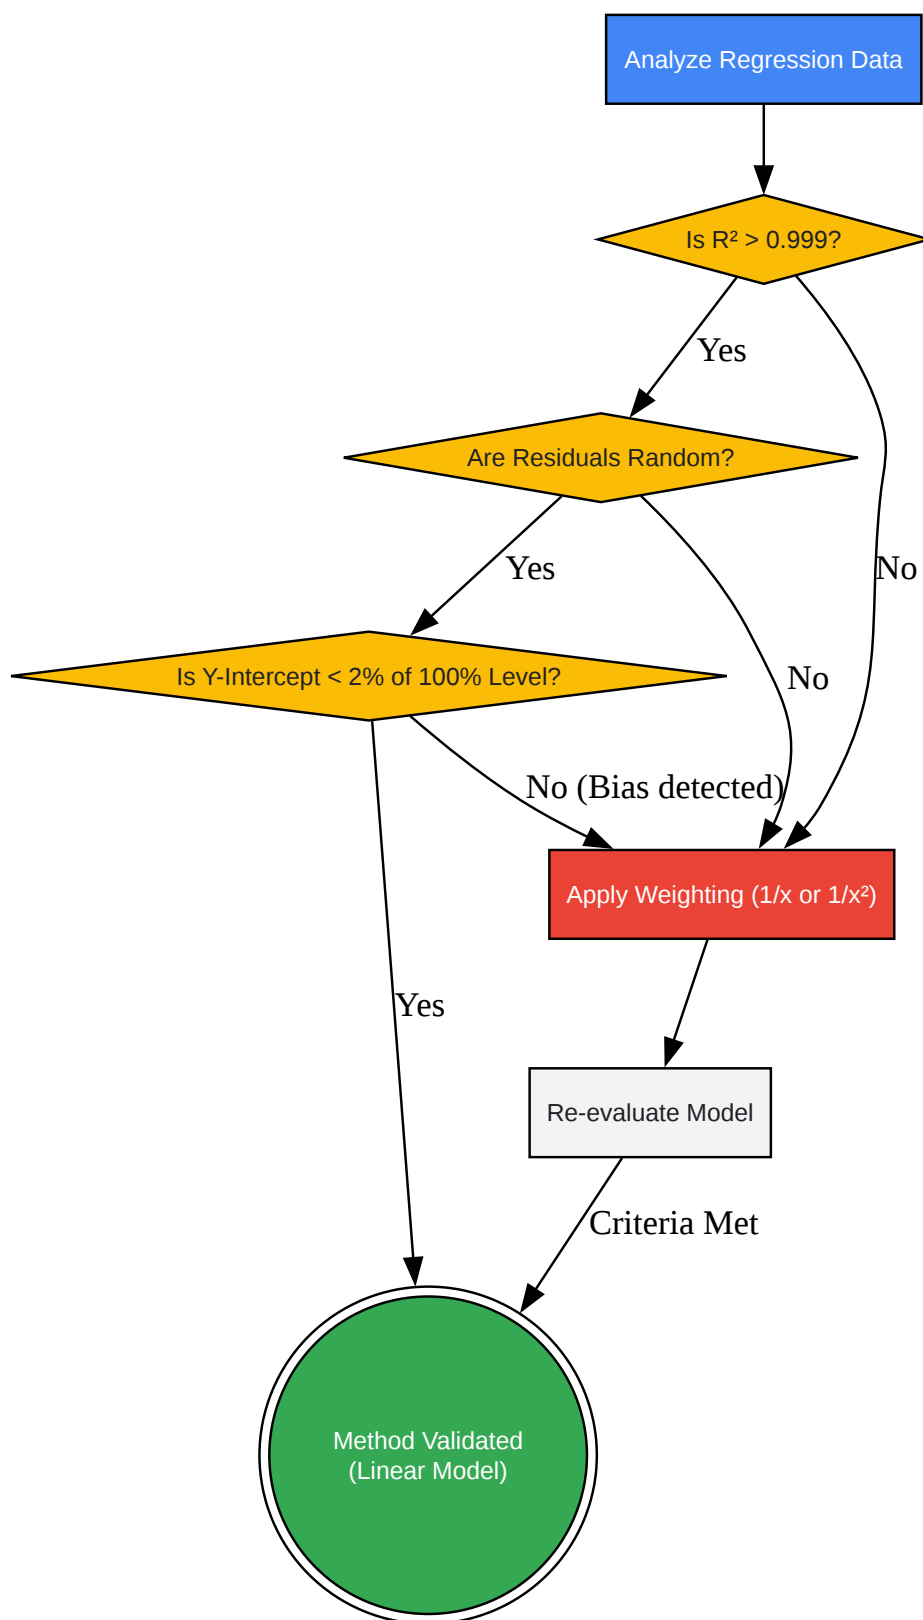 Analyze Regression Data
Is R² > 0.999?
Yes
Are Residuals Random?
Yes
No
Is Y-Intercept < 2% of 100% Level?
No
No (Bias detected)
Apply Weighting (1/x or 1/x²)
Yes
Re-evaluate Model
Criteria Met
Method Validated
(Linear Model)